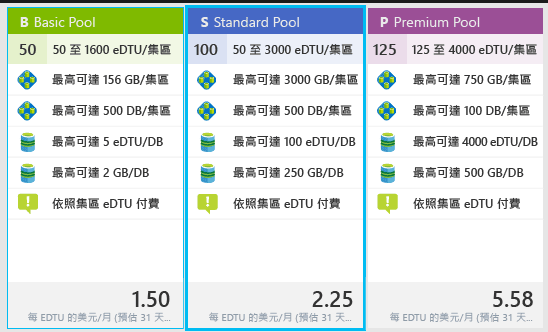 B Basic Pool
50 50 至 1600 eDTU/集區
最高可達 156 GB/集區
最高可達 500 DB/集區
最高可達 5 eDTU/DB
最高可達 2 GB/DB
依照集區 eDTU 付費
1.50
每 EDTU 的美元/月 (預估 31 天...
S Standard Pool
100 50 至 3000 eDTU/集區
最高可達 3000 GB/集區
最高可達 500 DB/集區
最高可達 100 eDTU/DB
最高可達 250 GB/DB
依照集區 eDTU 付費
2.25
每 EDTU 的美元/月 (預估 31 天...
P Premium Pool
125 125 至 4000 eDTU/集區
最高可達 750 GB/集區
最高可達 100 DB/集區
最高可達 4000 eDTU/DB
最高可達 500 GB/DB
依照集區 eDTU 付費
5.58
每 EDTU 的美元/月 (預估 31 天...